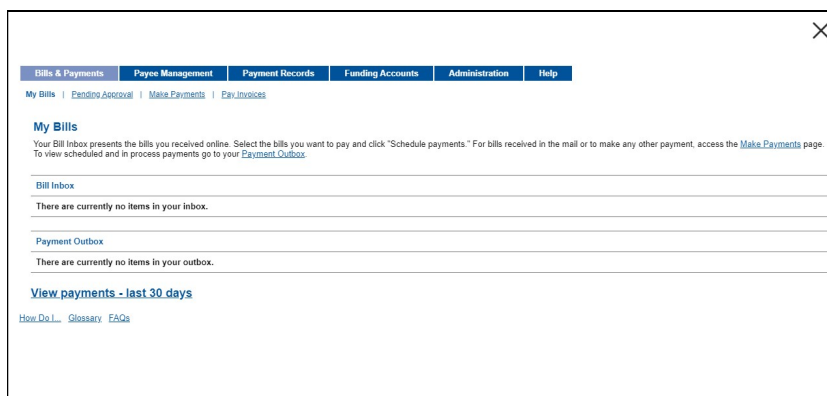 Bills & Payments Payee Management Payment Records Funding Accounts Administration Help
My Bills | Pending Approval | Make Payments | Pay Invoices
My Bills
Your Bill Inbox presents the bills you received online. Select the bills you want to pay and click "Schedule payments." For bills received in the mail or to make any other payment, access the Make Payments page.
To view scheduled and in process payments go to your Payment Outbox.
Bill Inbox
There are currently no items in your inbox.
Payment Outbox
There are currently no items in your outbox.
View payments - last 30 days
How Do I... Glossary FAQs